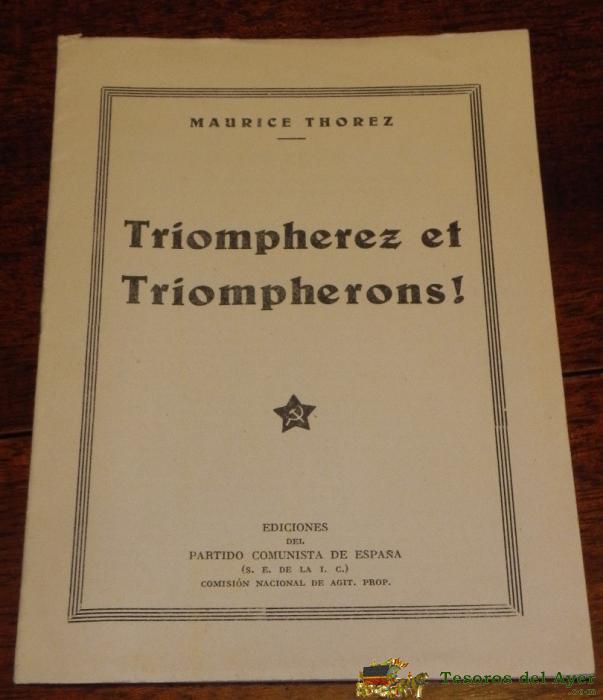 MAURICE THOREZ
Triompherez et
Triompherons!
EDICIONES
DEL
PARTIDO COMUNISTA DE ESPAÑA
(S. E. DE LA I. C.)
COMISIÓN NACIONAL DE AGIT. PROP.
Tesoros del Ayer
.com